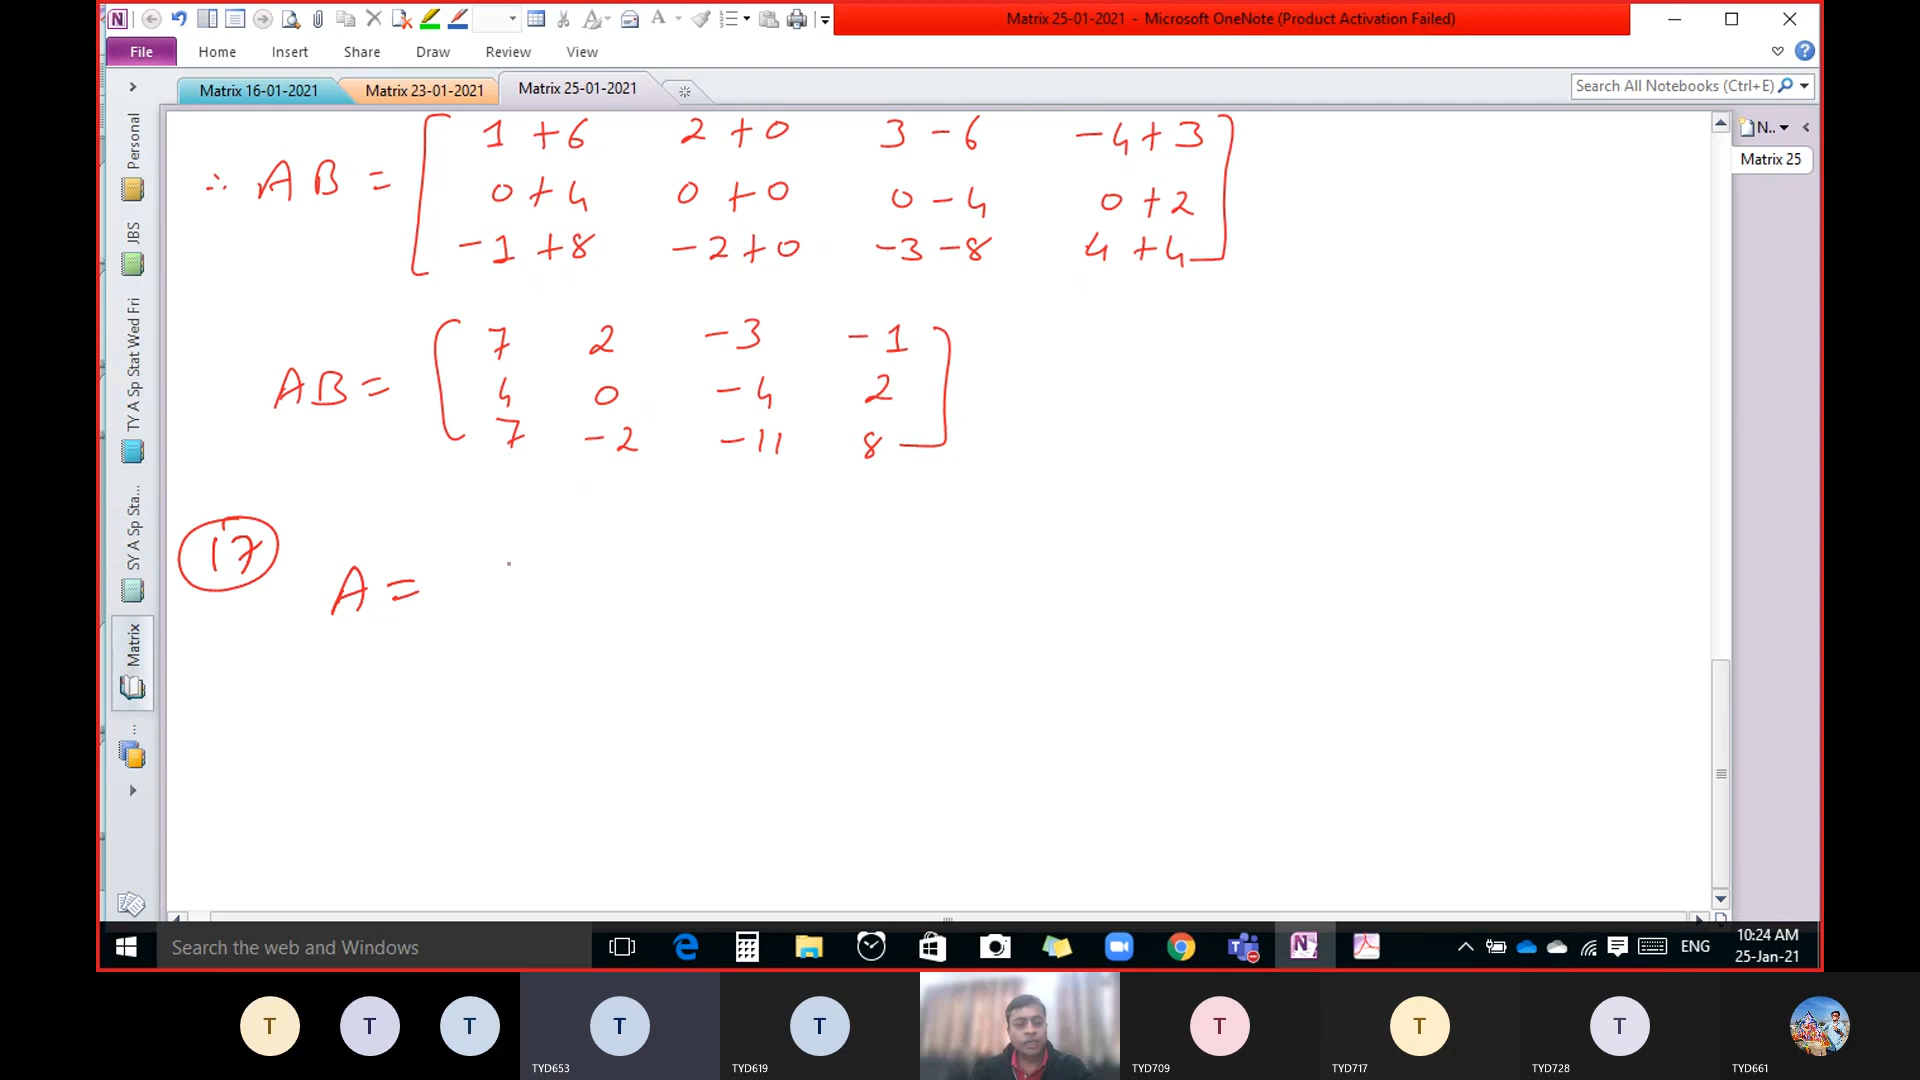 Matrix 25-01-2021 - Microsoft OneNote (Product Activation Failed)
File Home Insert Share Draw Review View
Matrix 16-01-2021 Matrix 23-01-2021 Matrix 25-01-2021
Search All Notebooks (Ctrl+E)
N..
Matrix 25
Personal
JBS
TY A Sp Stat Wed Fri
SY A Sp Sta...
Matrix
...
1 + 6 2 + 0 3 - 6 -4 + 3
∴ AB = 0 + 4 0 + 0 0 - 4 0 + 2
-1 + 8 -2 + 0 -3 - 8 4 + 4
7 2 -3 -1
AB = 4 0 -4 2
7 -2 -11 8
17
A =
Search the web and Windows
ENG
10:24 AM
25-Jan-21
T T T T T T T T
TYD653 TYD619 TYD709 TYD717 TYD728 TYD661